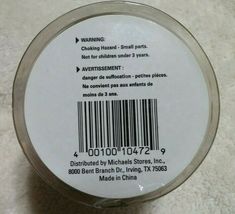 WARNING:
Choking Hazard - Small parts.
Not for children under 3 years.
AVERTISSEMENT :
danger de suffocation - petites pièces.
Ne convient pas aux enfants de
moins de 3 ans.
4 00100 10472 9
Distributed by Michaels Stores, Inc.,
8000 Bent Branch Dr., Irving, TX 75063
Made in China